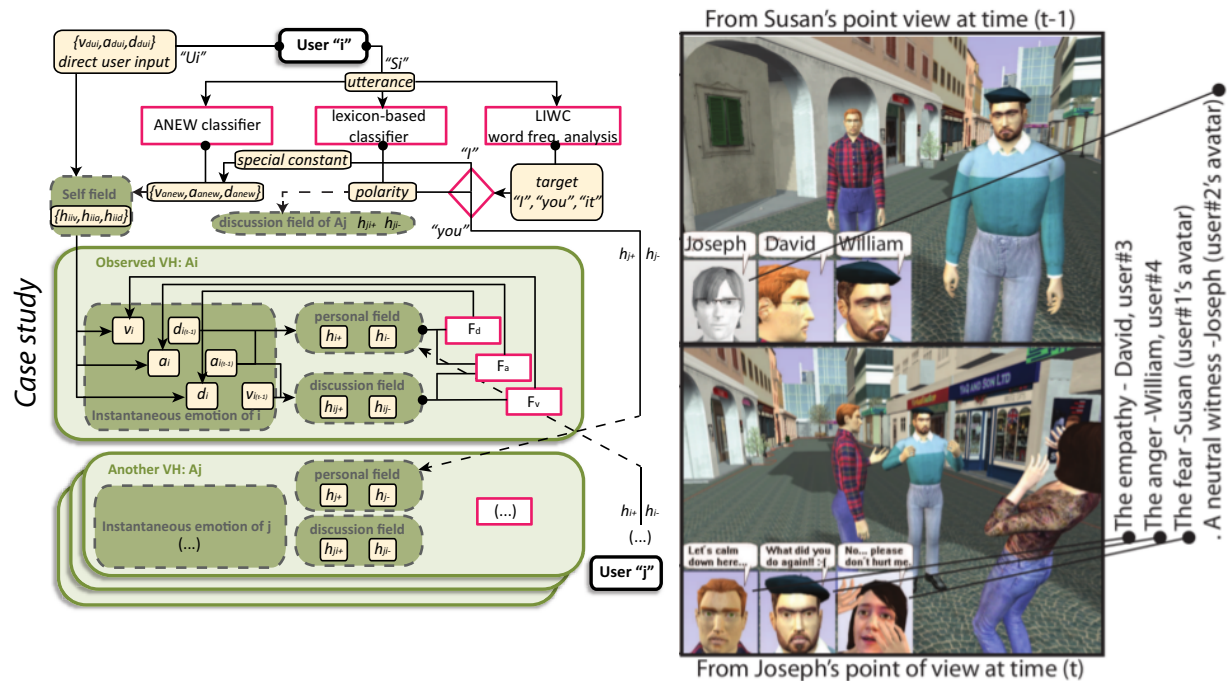 Case study
{vdui,adui,ddui}
direct user input
"Ui"
User "i"
"Si"
utterance
ANEW classifier
lexicon-based
classifier
LIWC
word freq. analysis
special constant
"I"
{vanew,aanew,danew}
polarity
target
"I","you","it"
Self field
{hiiv,hiia,hiid}
discussion field of Aj hji+ hji-
"you"
hj+ hj-
Observed VH: Ai
vi
di(t-1)
ai
ai(t-1)
di
vi(t-1)
Instantaneous emotion of i
personal field
hi+ hi-
discussion field
hij+ hij-
Fd
Fa
Fv
Another VH: Aj
Instantaneous emotion of j
(...)
personal field
hj+ hj-
discussion field
hji+ hji-
(...)
hi+ hi-
(...)
User "j"
From Susan's point view at time (t-1)
Joseph
David
William
TAQ AND SON LTD
Let's calm
down here...
What did you
do again!! :-[
No... please
don't hurt me.
From Joseph's point of view at time (t)
The empathy - David, user#3
The anger -William, user#4
The fear -Susan (user#1's avatar)
. A neutral witness -Joseph (user#2's avatar)